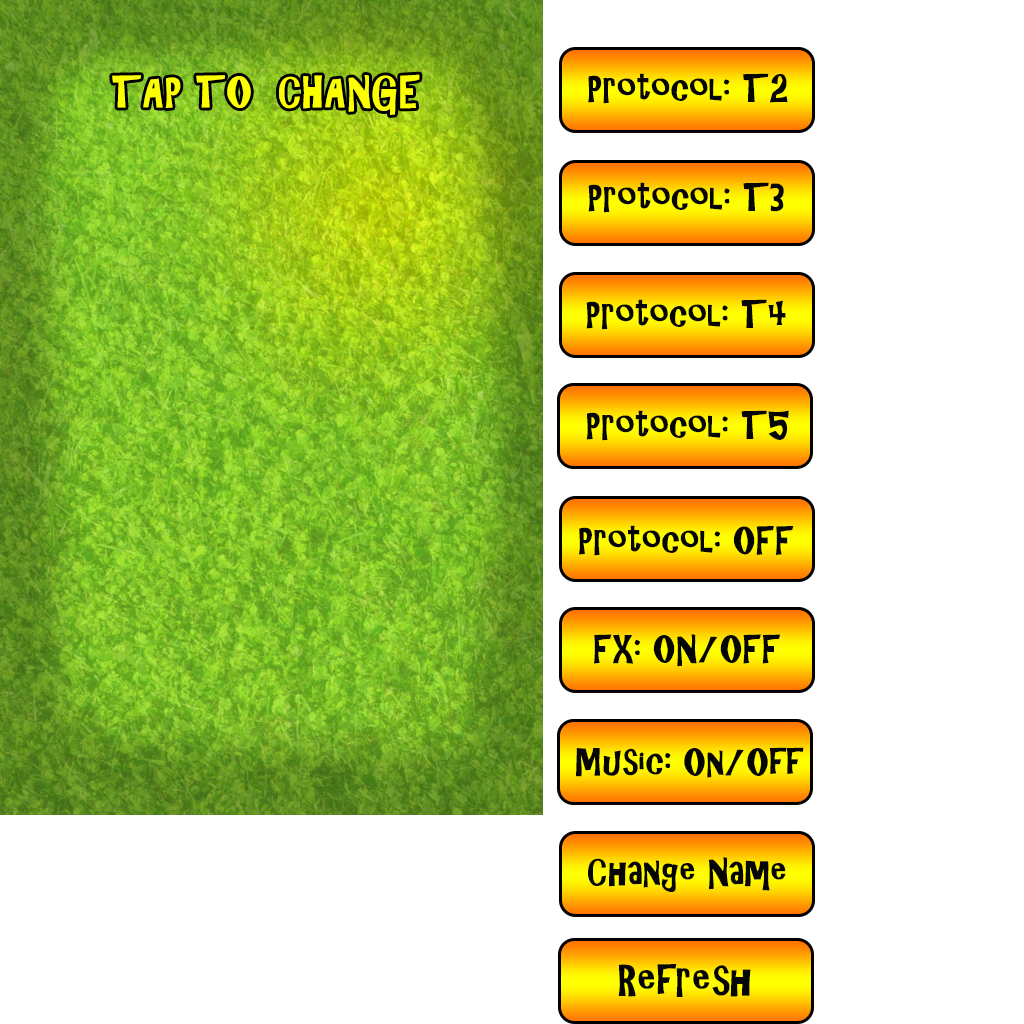 TAP TO CHANGE
Protocol: T2
Protocol: T3
Protocol: T4
Protocol: T5
Protocol: OFF
FX: ON/OFF
Music: ON/OFF
Change Name
Refresh